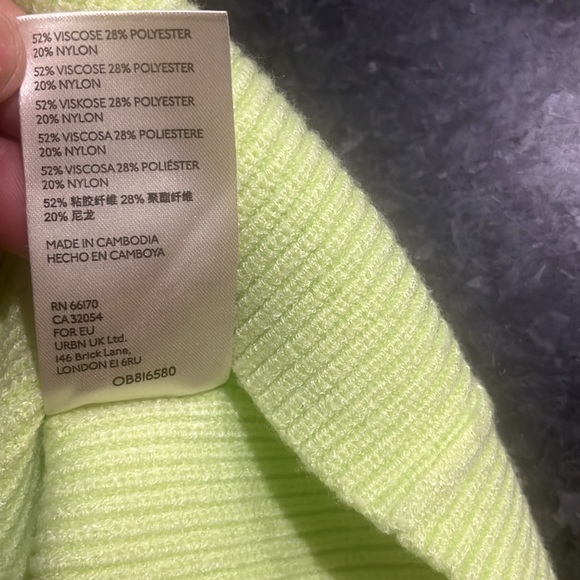 52% VISCOSE 28% POLYESTER
20% NYLON
52% VISCOSE 28% POLYESTER
20% NYLON
52% VISKOSE 28% POLYESTER
20% NYLON
52% VISCOSA 28% POLIESTERE
20% NYLON
52% VISCOSA 28% POLIÉSTER
20% NYLON
52% 粘胶纤维 28% 聚酯纤维
20% 尼龙
MADE IN CAMBODIA
HECHO EN CAMBOYA
RN 66170
CA 32054
FOR EU
URBN UK Ltd.
146 Brick Lane,
LONDON E1 6RU
OB816580